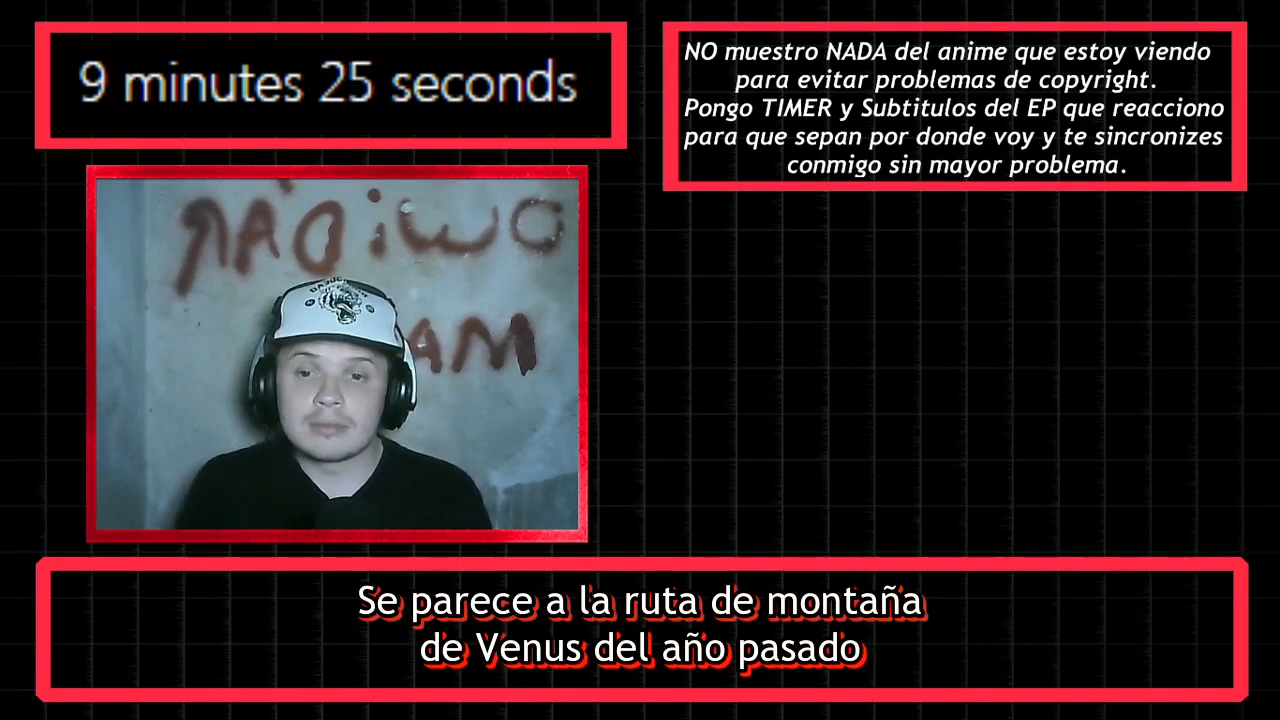 9 minutes 25 seconds
NO muestro NADA del anime que estoy viendo
para evitar problemas de copyright.
Pongo TIMER y Subtitulos del EP que reacciono
para que sepan por donde voy y te sincronizes
conmigo sin mayor problema.
Se parece a la ruta de montaña
de Venus del año pasado